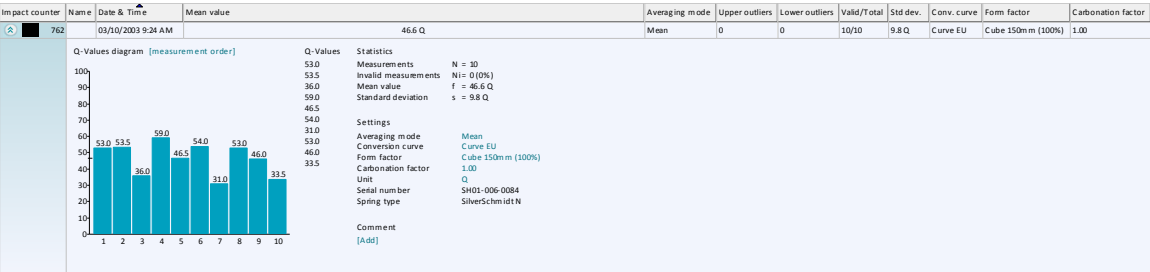 Impact counter Name Date & Time Mean value Averaging mode Upper outliers Lower outliers Valid/Total Std dev. Conv. curve Form factor Carbonation factor
762 03/10/2003 9:24 AM 46.6 Q Mean 0 0 10/10 9.8 Q Curve EU Cube 150mm (100%) 1.00
Q-Values diagram [measurement order]
100
90
80
70
60
50
40
30
20
10
0
53.0 53.5 36.0 59.0 46.5 54.0 31.0 53.0 46.0 33.5
1 2 3 4 5 6 7 8 9 10
Q-Values
53.0
53.5
36.0
59.0
46.5
54.0
31.0
53.0
46.0
33.5
Statistics
Measurements N = 10
Invalid measurements Ni = 0 (0%)
Mean value f = 46.6 Q
Standard deviation s = 9.8 Q
Settings
Averaging mode Mean
Conversion curve Curve EU
Form factor Cube 150mm (100%)
Carbonation factor 1.00
Unit Q
Serial number SH01-006-0084
Spring type SilverSchmidt N
Comment
[Add]